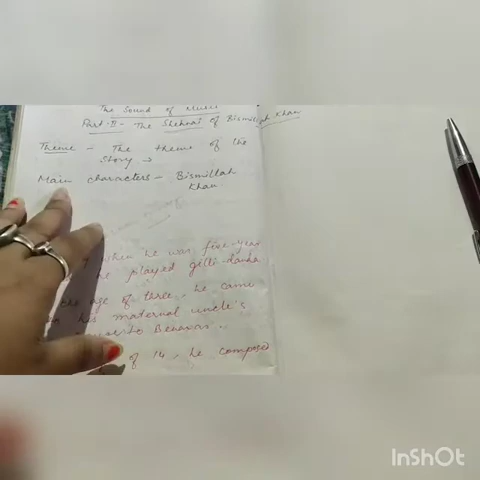 The Sound of Music
Part-II - The Shehnai of Bismillah Khan
Theme - The theme of the
story →
Main characters - Bismillah
Khan
when he was five year
he played gilli-danda
age of three, he came
his maternal uncle's
to Benaras.
of 14, he composed
InShOt